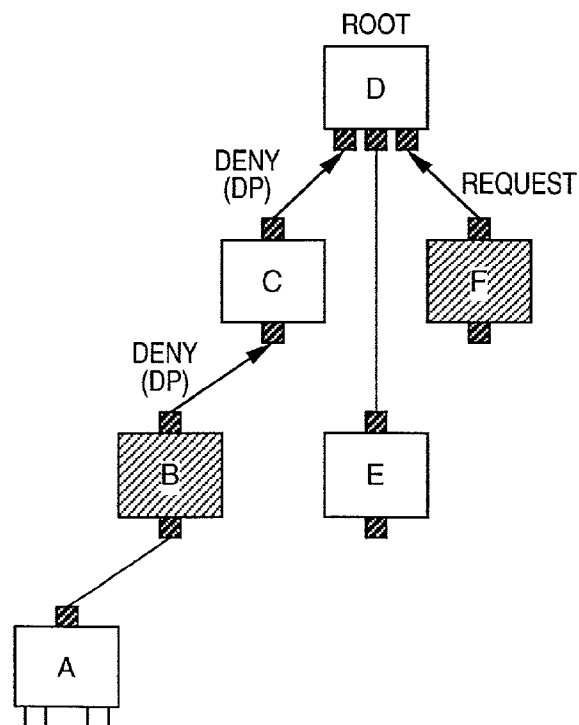 ROOT
D
DENY
(DP)
REQUEST
C
F
DENY
(DP)
B
E
A